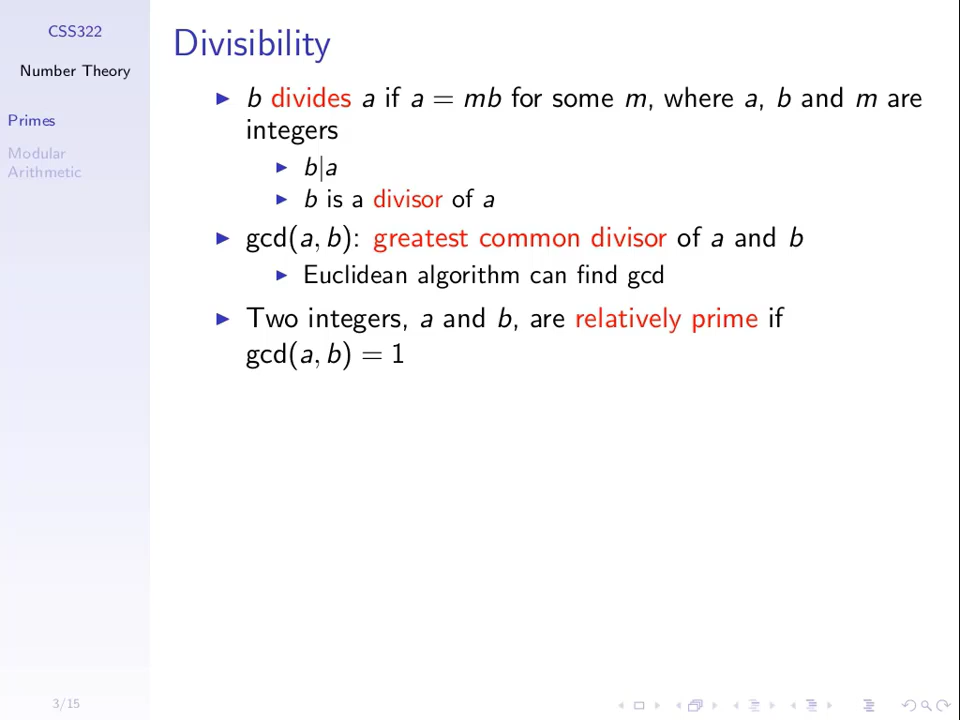 CSS322
Number Theory
Primes
Modular
Arithmetic
Divisibility
b divides a if a = mb for some m, where a, b and m are
integers
b|a
b is a divisor of a
gcd(a, b): greatest common divisor of a and b
Euclidean algorithm can find gcd
Two integers, a and b, are relatively prime if
gcd(a, b) = 1
3/15